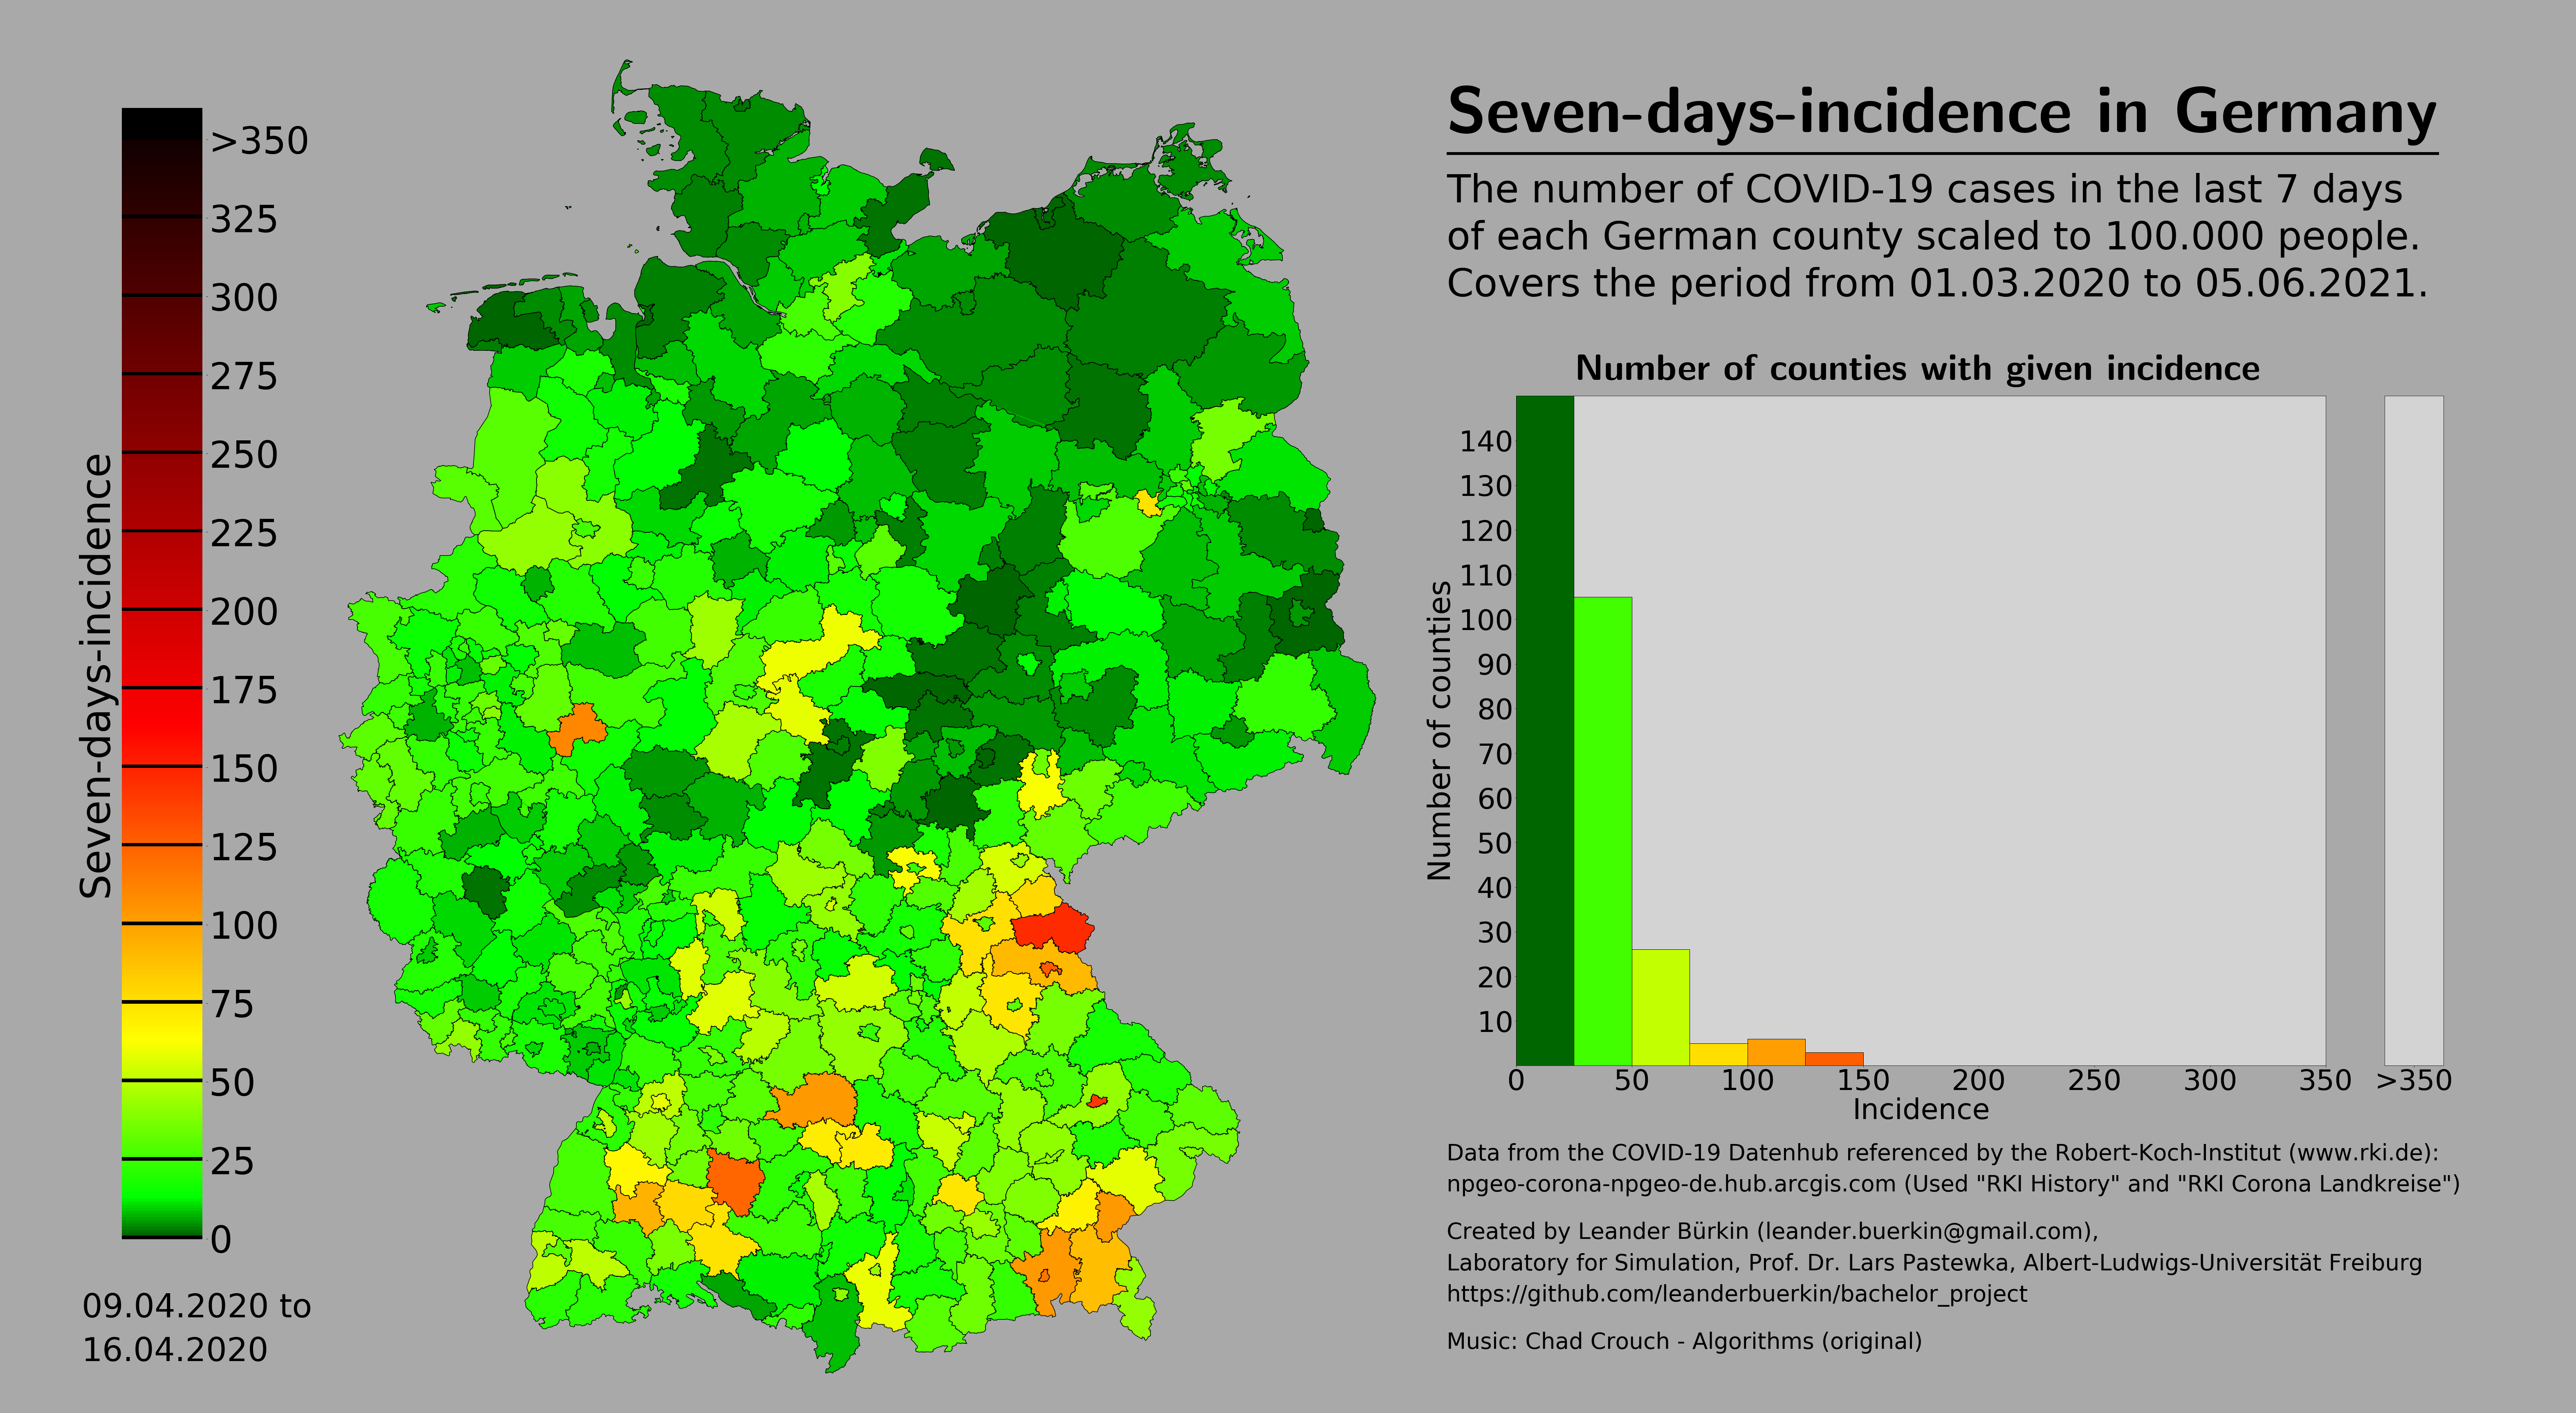 Seven-days-incidence in Germany
The number of COVID-19 cases in the last 7 days
of each German county scaled to 100.000 people.
Covers the period from 01.03.2020 to 05.06.2021.
Seven-days-incidence
>350
325
300
275
250
225
200
175
150
125
100
75
50
25
0
09.04.2020 to
16.04.2020
Number of counties with given incidence
Number of counties
140
130
120
110
100
90
80
70
60
50
40
30
20
10
0 50 100 150 200 250 300 350 >350
Incidence
Data from the COVID-19 Datenhub referenced by the Robert-Koch-Institut (www.rki.de):
npgeo-corona-npgeo-de.hub.arcgis.com (Used "RKI History" and "RKI Corona Landkreise")
Created by Leander Bürkin (leander.buerkin@gmail.com),
Laboratory for Simulation, Prof. Dr. Lars Pastewka, Albert-Ludwigs-Universität Freiburg
https://github.com/leanderbuerkin/bachelor_project
Music: Chad Crouch - Algorithms (original)